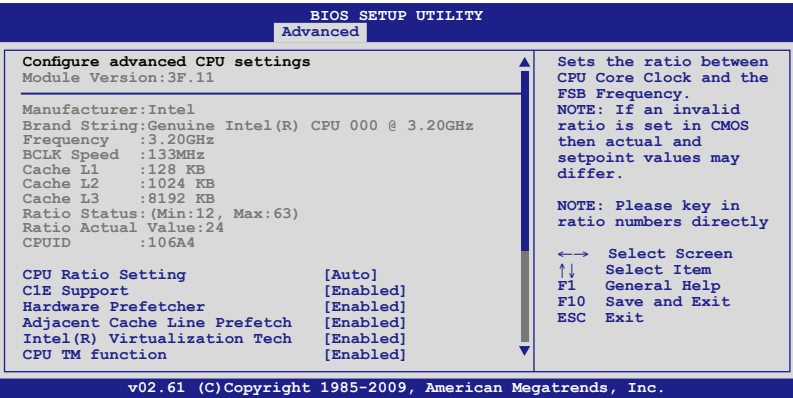 BIOS SETUP UTILITY
Advanced
Configure advanced CPU settings
Module Version:3F.11
Manufacturer:Intel
Brand String:Genuine Intel(R) CPU 000 @ 3.20GHz
Frequency :3.20GHz
BCLK Speed :133MHz
Cache L1 :128 KB
Cache L2 :1024 KB
Cache L3 :8192 KB
Ratio Status:(Min:12, Max:63)
Ratio Actual Value:24
CPUID :106A4
CPU Ratio Setting [Auto]
C1E Support [Enabled]
Hardware Prefetcher [Enabled]
Adjacent Cache Line Prefetch [Enabled]
Intel(R) Virtualization Tech [Enabled]
CPU TM function [Enabled]
Sets the ratio between
CPU Core Clock and the
FSB Frequency.
NOTE: If an invalid
ratio is set in CMOS
then actual and
setpoint values may
differ.
NOTE: Please key in
ratio numbers directly
←→ Select Screen
↑↓ Select Item
F1 General Help
F10 Save and Exit
ESC Exit
v02.61 (C)Copyright 1985-2009, American Megatrends, Inc.